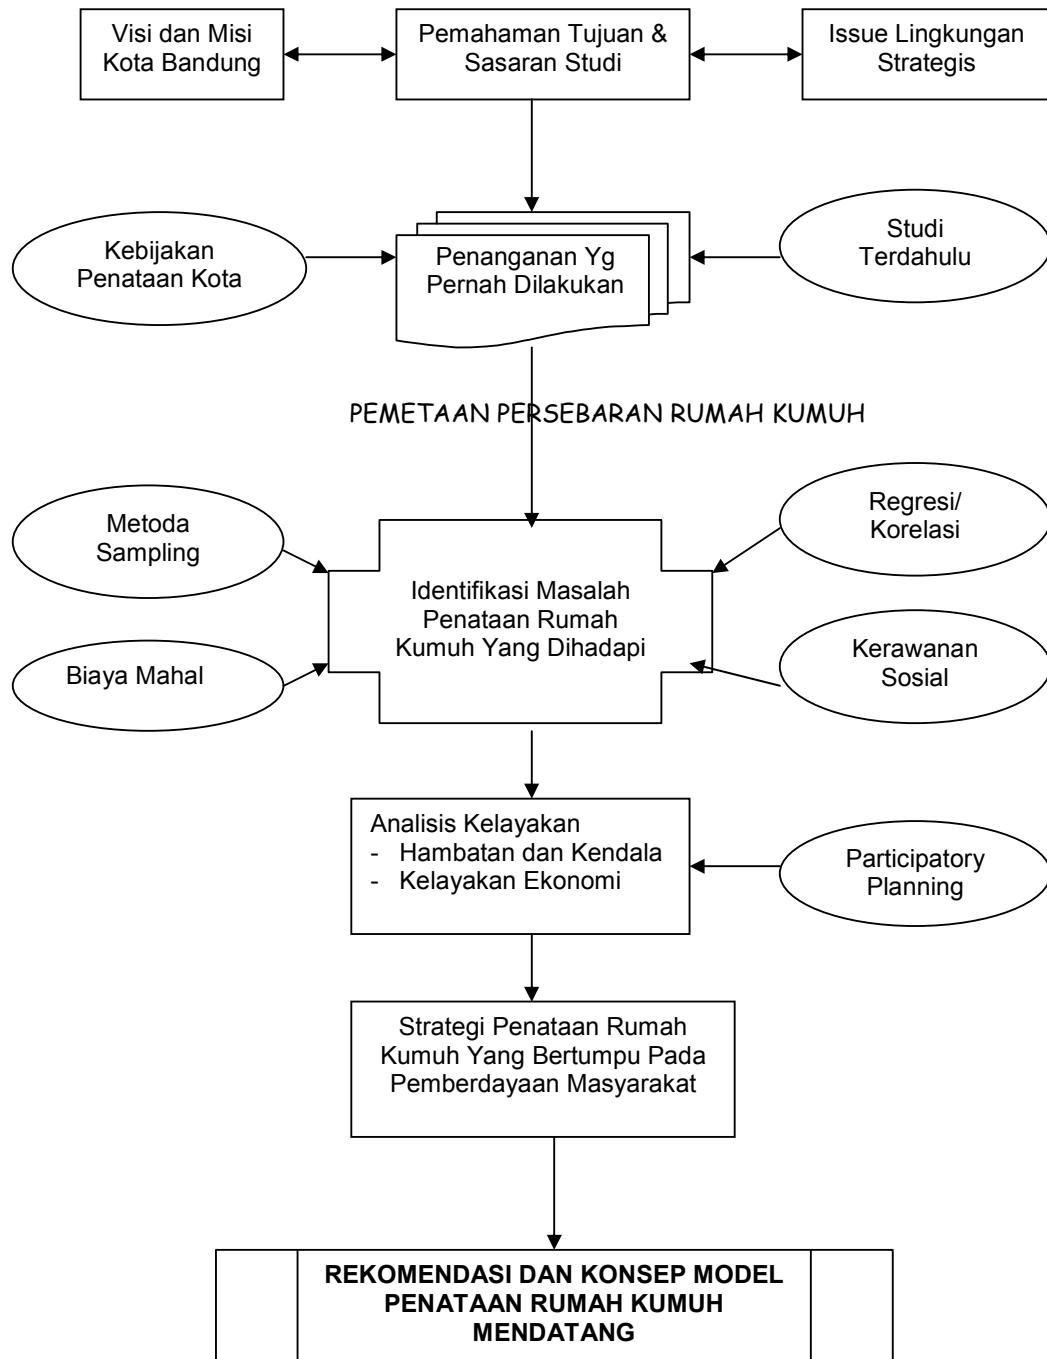 Visi dan Misi
Kota Bandung
Pemahaman Tujuan &
Sasaran Studi
Issue Lingkungan
Strategis
Kebijakan
Penataan Kota
Penanganan Yg
Pernah Dilakukan
Studi
Terdahulu
PEMETAAN PERSEBARAN RUMAH KUMUH
Metoda
Sampling
Regresi/
Korelasi
Identifikasi Masalah
Penataan Rumah
Kumuh Yang Dihadapi
Biaya Mahal
Kerawanan
Sosial
Analisis Kelayakan
- Hambatan dan Kendala
- Kelayakan Ekonomi
Participatory
Planning
Strategi Penataan Rumah
Kumuh Yang Bertumpu Pada
Pemberdayaan Masyarakat
REKOMENDASI DAN KONSEP MODEL
PENATAAN RUMAH KUMUH
MENDATANG